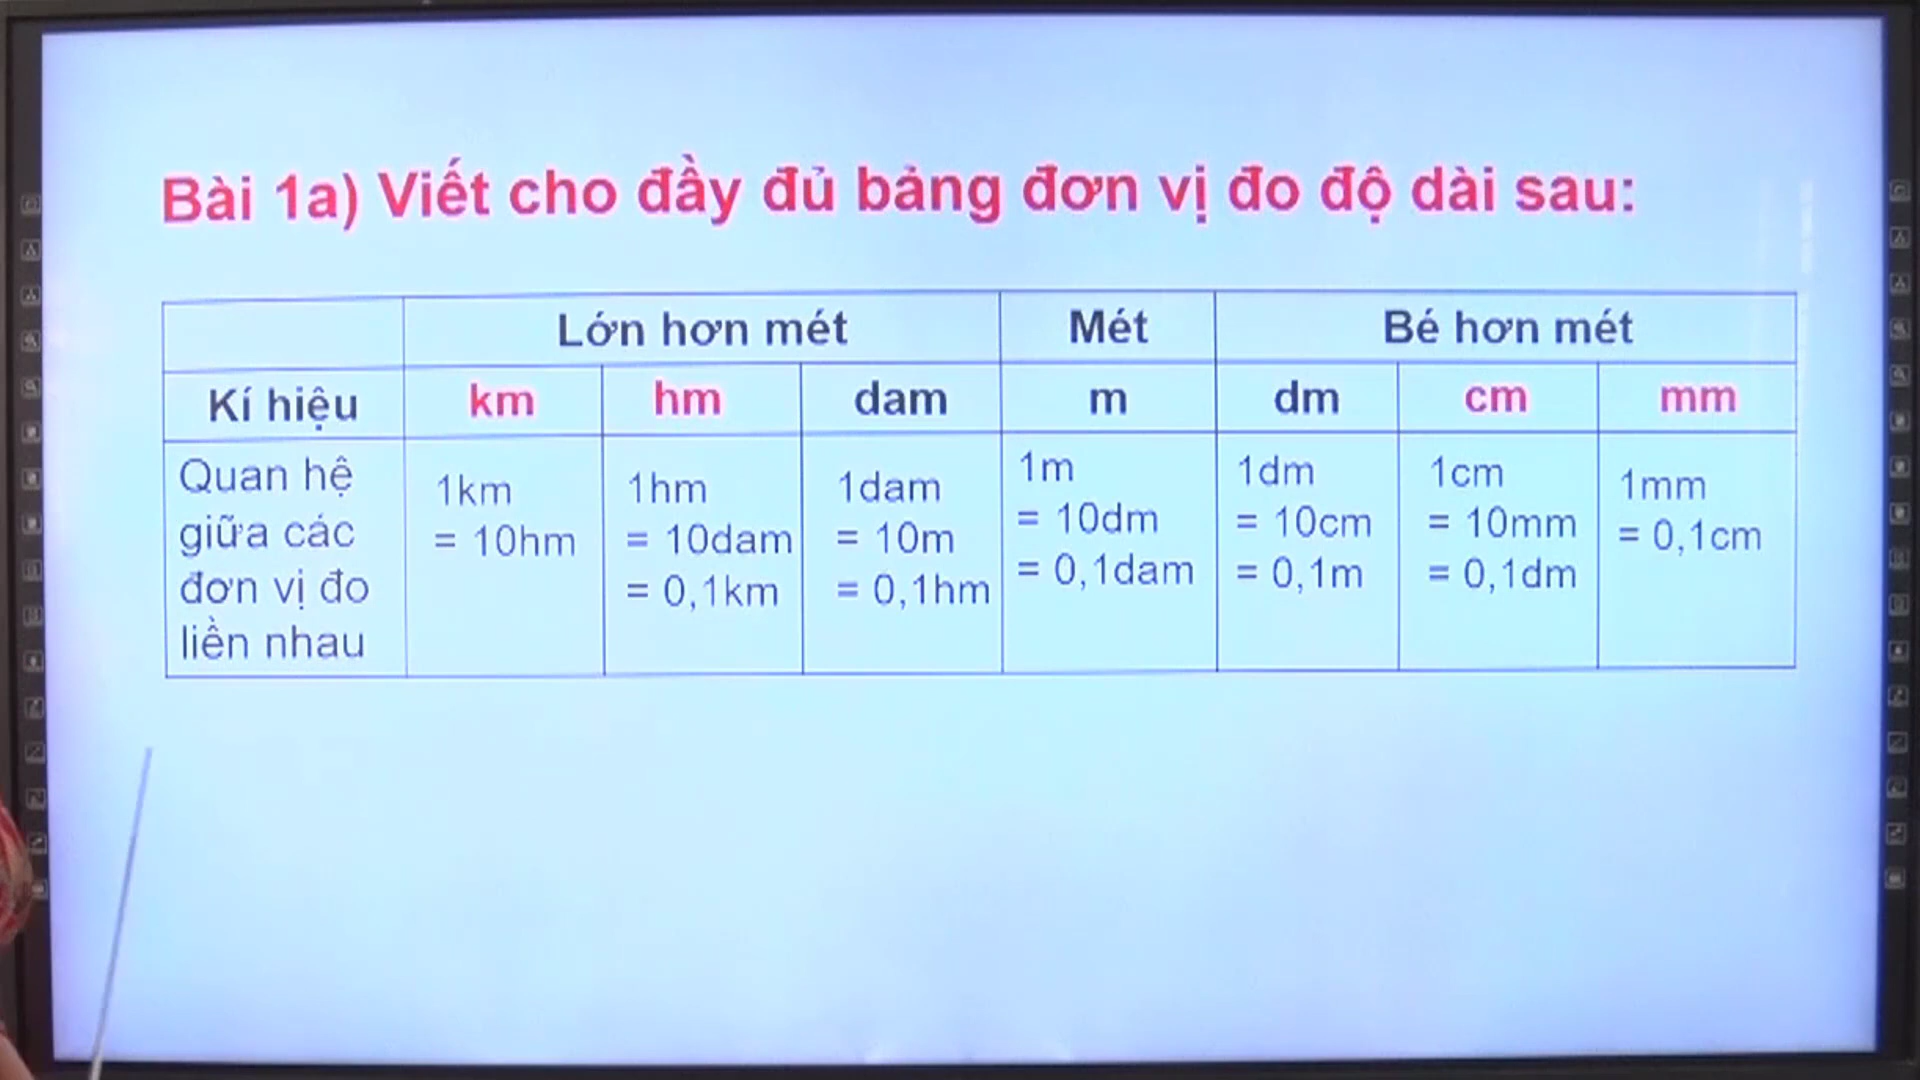 Bài 1a) Viết cho đầy đủ bảng đơn vị đo độ dài sau:
Lớn hơn mét
Mét
Bé hơn mét
Kí hiệu
km
hm
dam
m
dm
cm
mm
Quan hệ
giữa các
đơn vị đo
liền nhau
1km
= 10hm
1hm
= 10dam
= 0,1km
1dam
= 10m
= 0,1hm
1m
= 10dm
= 0,1dam
1dm
= 10cm
= 0,1m
1cm
= 10mm
= 0,1dm
1mm
= 0,1cm